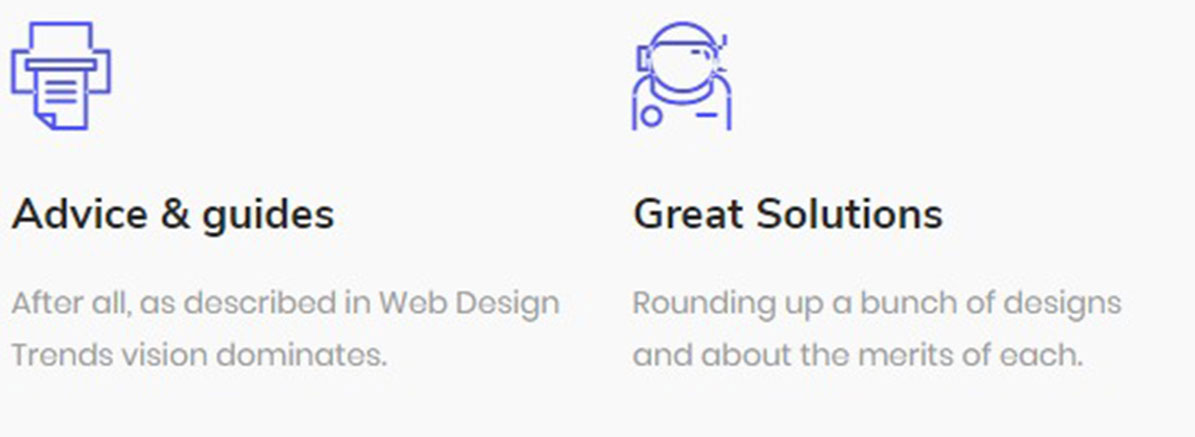 Advice & guides
After all, as described in Web Design
Trends vision dominates.
Great Solutions
Rounding up a bunch of designs
and about the merits of each.